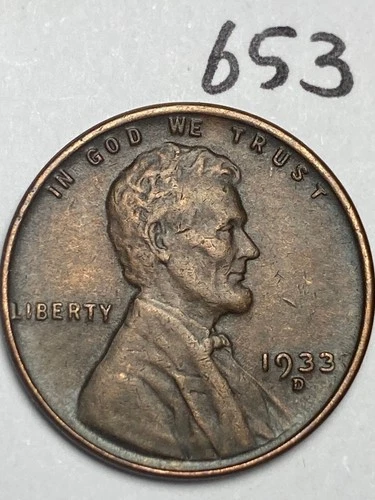 653
IN GOD WE TRUST
LIBERTY
1933
D